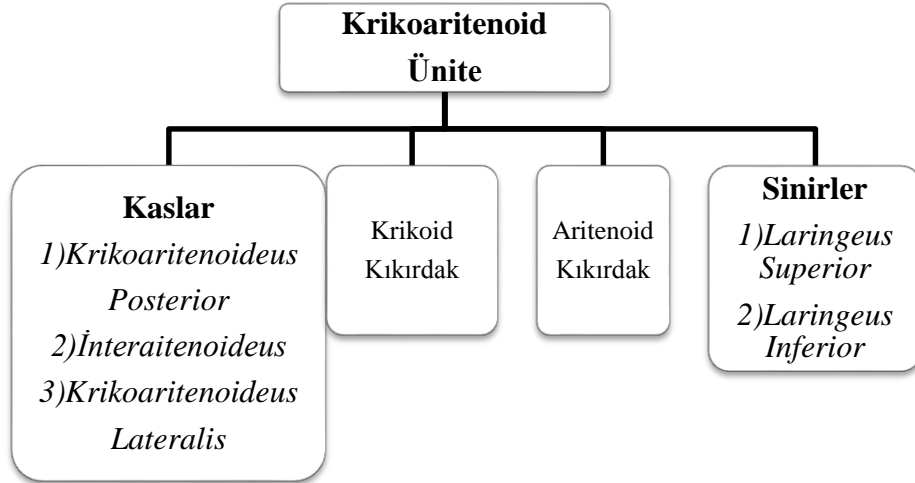 Krikoaritenoid
Ünite
Kaslar
1)Krikoaritenoideus
Posterior
2)İnteraitenoideus
3)Krikoaritenoideus
Lateralis
Krikoid
Kıkırdak
Aritenoid
Kıkırdak
Sinirler
1)Laringeus
Superior
2)Laringeus
Inferior